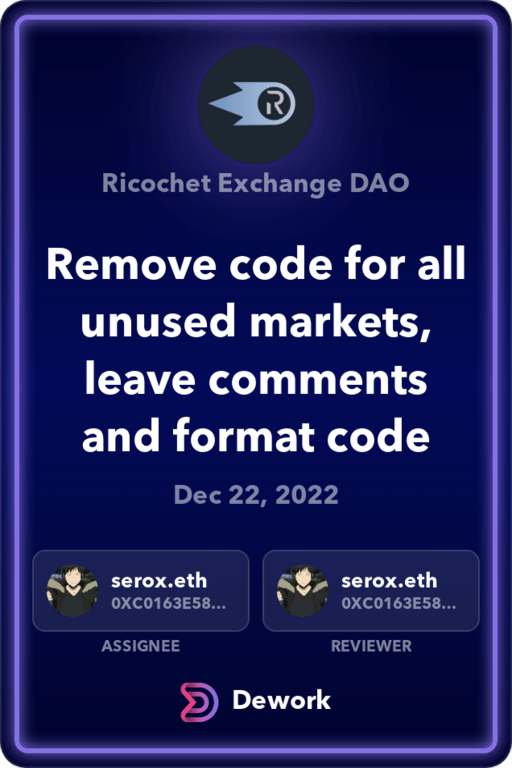 R
Ricochet Exchange DAO
Remove code for all
unused markets,
leave comments
and format code
Dec 22, 2022
serox.eth
0XC0163E58...
serox.eth
0XC0163E58...
ASSIGNEE
REVIEWER
Dework